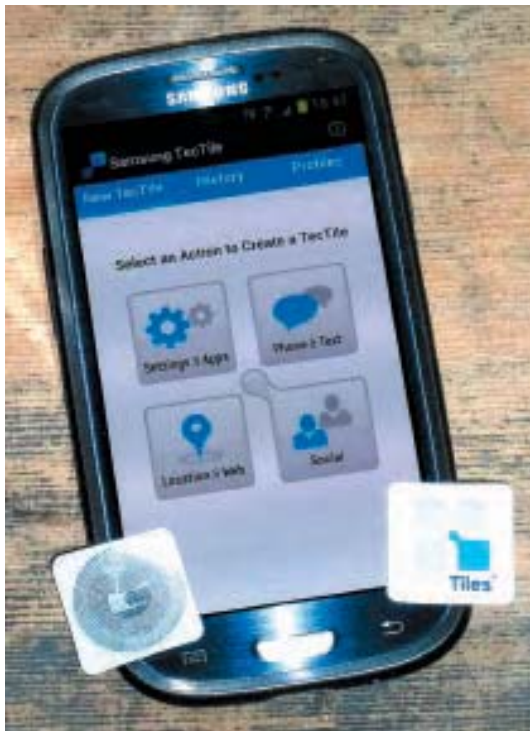 SAMSUNG
Samsung TecTile
New TecTile History Profiles
Select an Action to Create a TecTile
Settings & Apps
Phone & Text
Location & Web
Social
Tiles